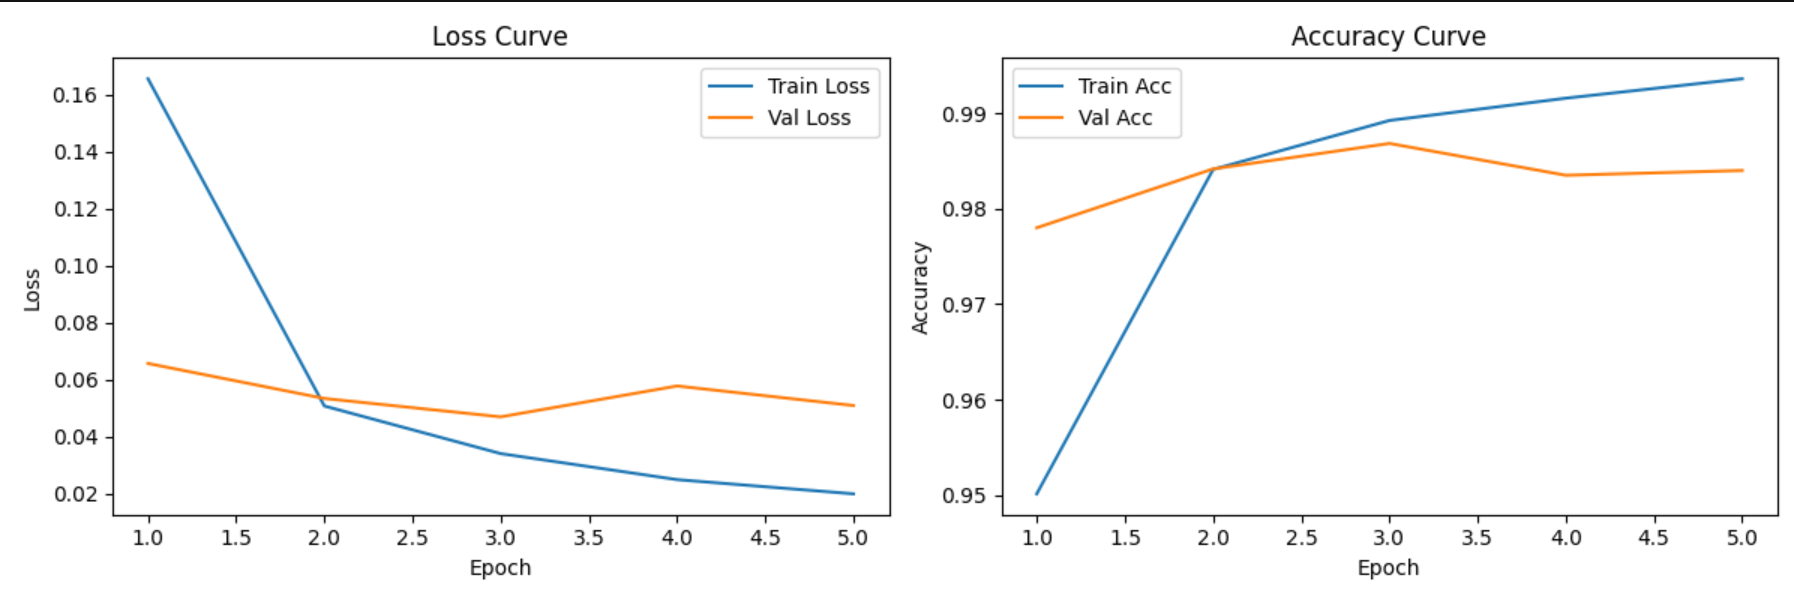 Loss Curve
Train Loss
Val Loss
0.16
0.14
0.12
0.10
0.08
0.06
0.04
0.02
Loss
1.0 1.5 2.0 2.5 3.0 3.5 4.0 4.5 5.0
Epoch
Accuracy Curve
Train Acc
Val Acc
0.99
0.98
0.97
0.96
0.95
Accuracy
1.0 1.5 2.0 2.5 3.0 3.5 4.0 4.5 5.0
Epoch